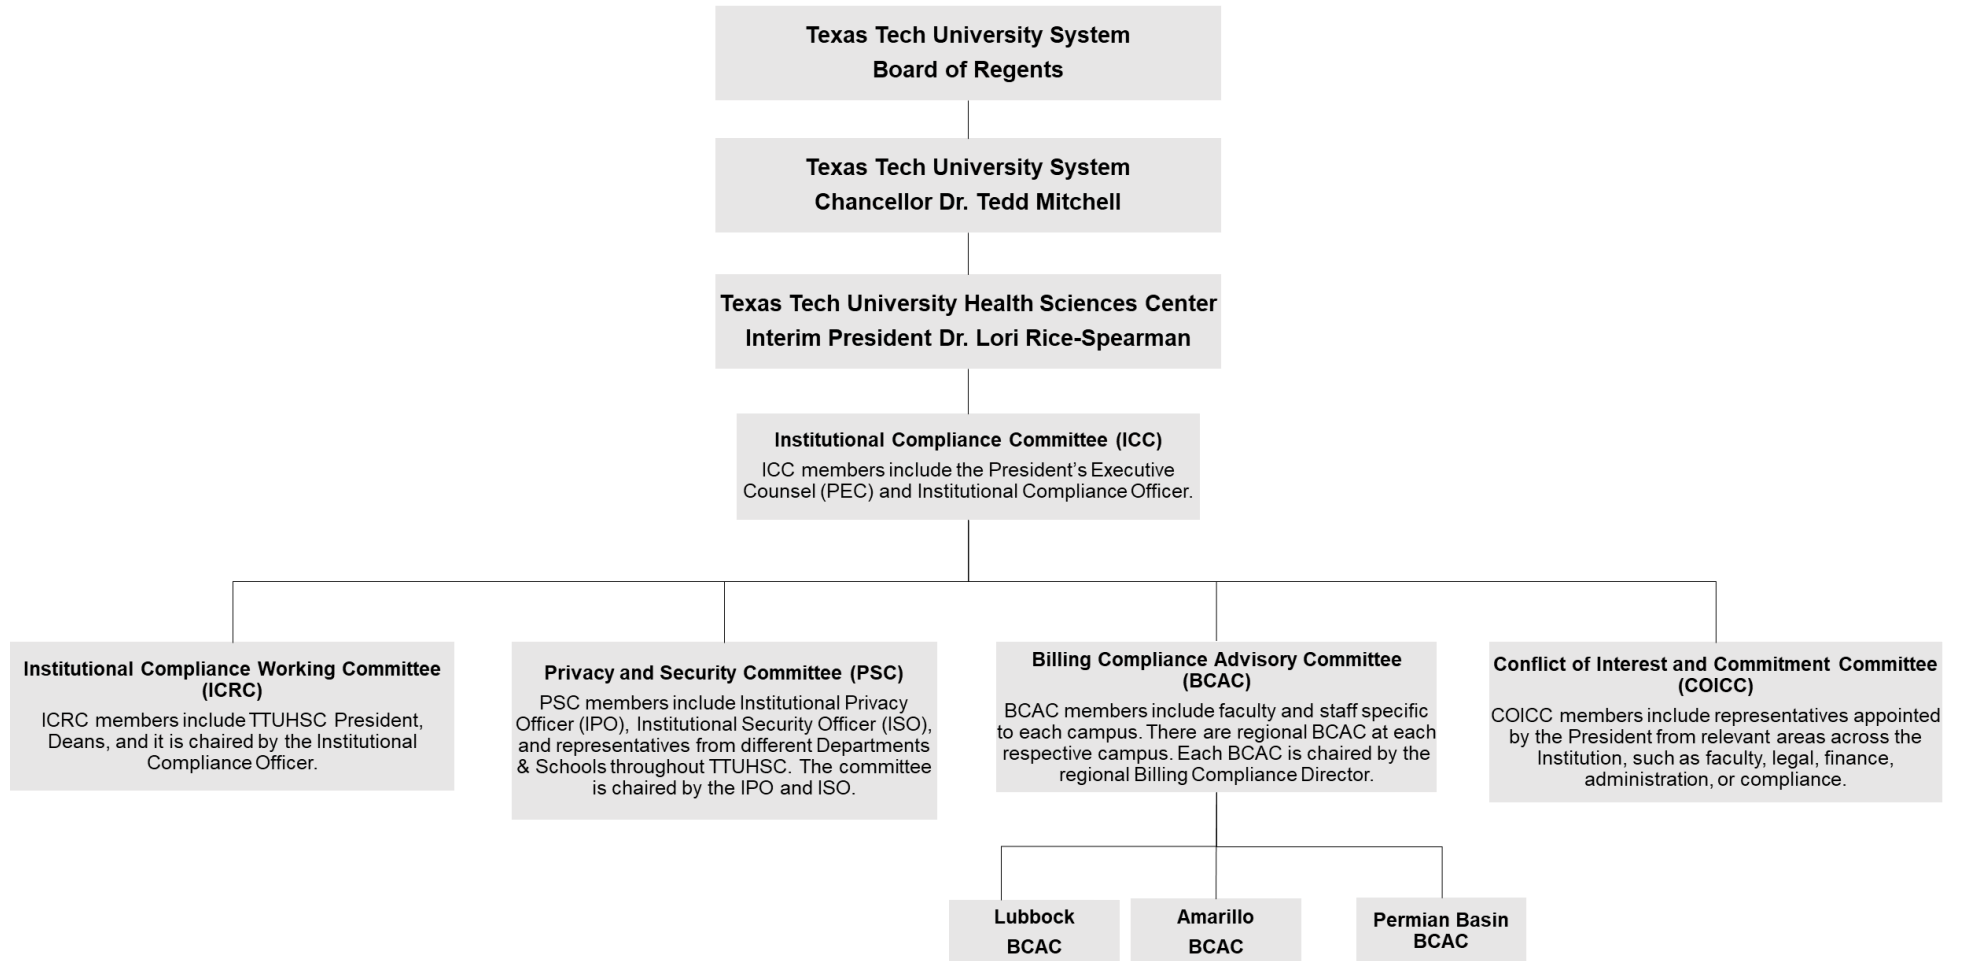 Texas Tech University System
Board of Regents
Texas Tech University System
Chancellor Dr. Tedd Mitchell
Texas Tech University Health Sciences Center
Interim President Dr. Lori Rice-Spearman
Institutional Compliance Committee (ICC)
ICC members include the President's Executive
Counsel (PEC) and Institutional Compliance Officer.
Institutional Compliance Working Committee
(ICRC)
ICRC members include TTUHSC President,
Deans, and it is chaired by the Institutional
Compliance Officer.
Privacy and Security Committee (PSC)
PSC members include Institutional Privacy
Officer (IPO), Institutional Security Officer (ISO),
and representatives from different Departments
& Schools throughout TTUHSC. The committee
is chaired by the IPO and ISO.
Billing Compliance Advisory Committee
(BCAC)
BCAC members include faculty and staff specific
to each campus. There are regional BCAC at each
respective campus. Each BCAC is chaired by the
regional Billing Compliance Director.
Conflict of Interest and Commitment Committee
(COICC)
COICC members include representatives appointed
by the President from relevant areas across the
Institution, such as faculty, legal, finance,
administration, or compliance.
Lubbock
BCAC
Amarillo
BCAC
Permian Basin
BCAC